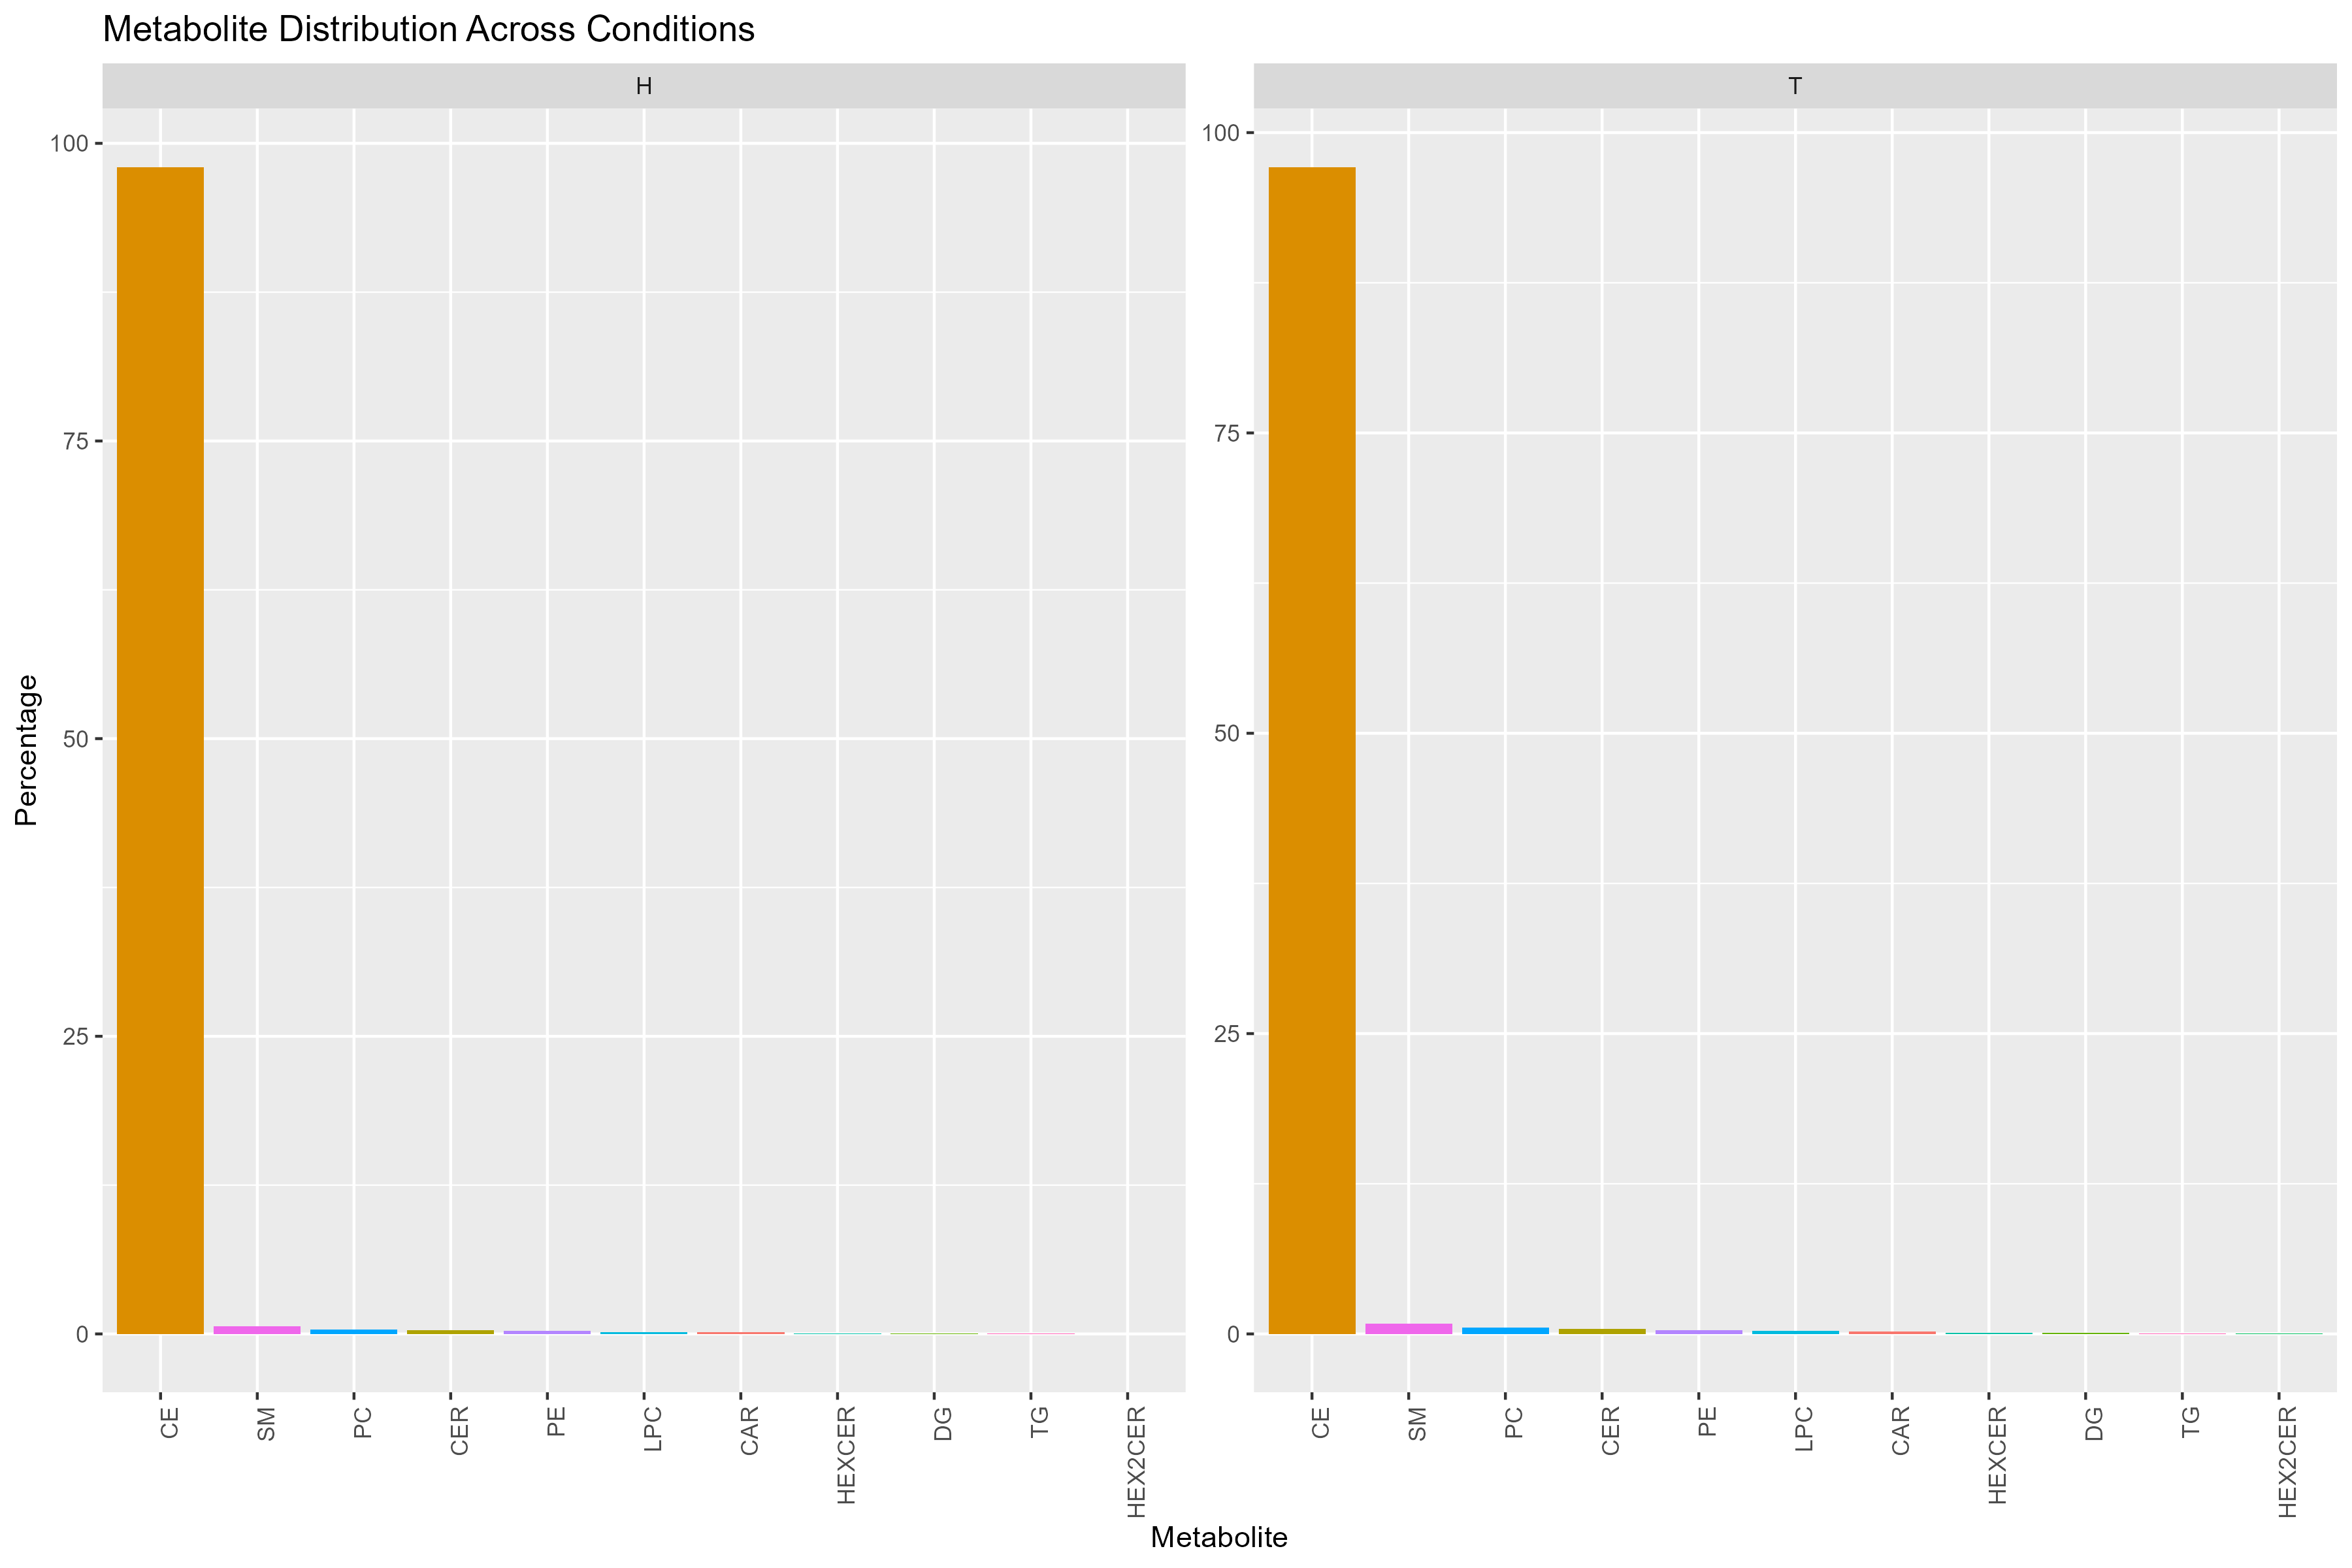 Metabolite Distribution Across Conditions
H
T
100
75
50
25
0
100
75
50
25
0
Percentage
CE
SM
PC
CER
PE
LPC
CAR
HEXCER
DG
TG
HEX2CER
CE
SM
PC
CER
PE
LPC
CAR
HEXCER
DG
TG
HEX2CER
Metabolite